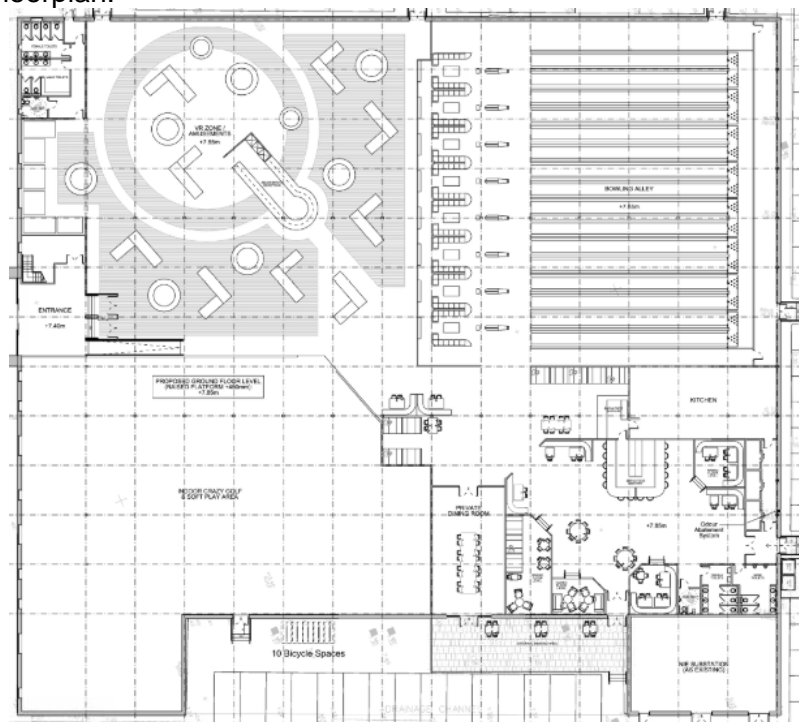 floorplan.
FEMALE TOILETS
VR ZONE /
AMUSEMENTS
+7.85m
BOWLING ALLEY
+7.85m
ENTRANCE
+7.40m
PROPOSED GROUND FLOOR LEVEL
(RAISED PLATFORM +450mm)
+7.85m
KITCHEN
INDOOR CRAZY GOLF
& SOFT PLAY AREA
PRIVATE
DINING ROOM
+7.85m
Odour
Abatement
System
10 Bicycle Spaces
NIE SUBSTATION
(AS EXISTING)
DRAINAGE CHANNEL